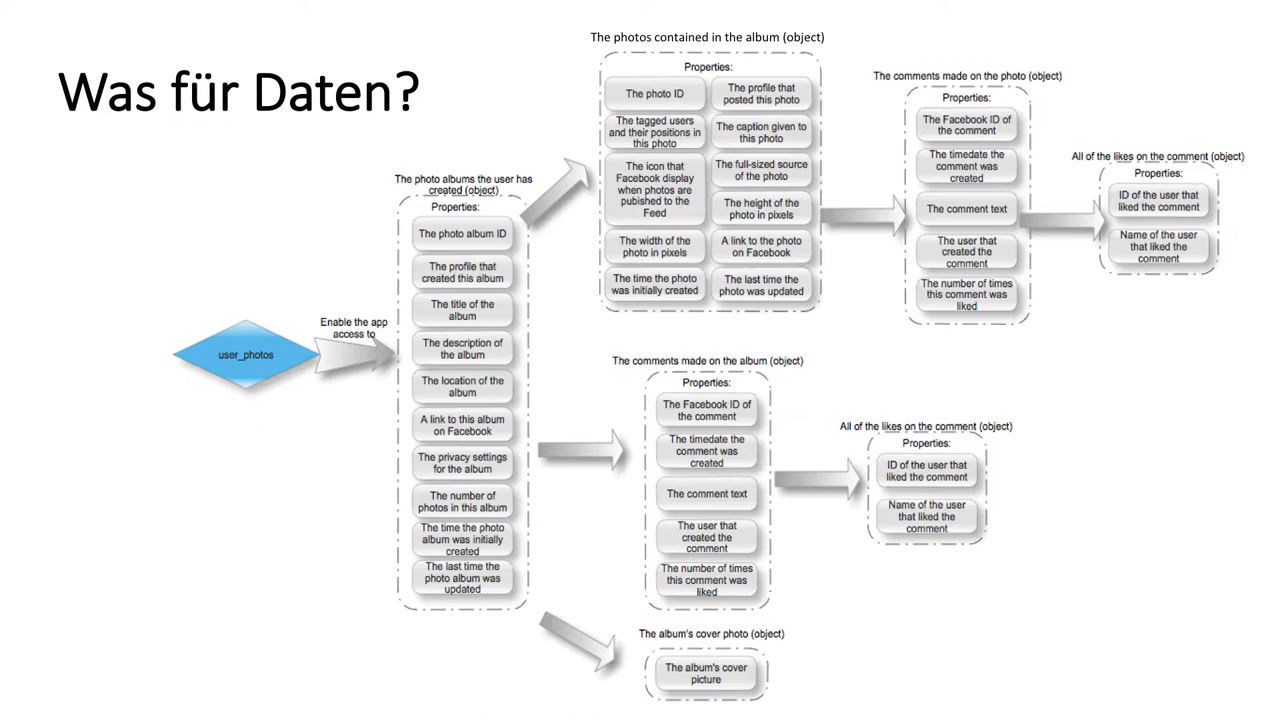 Was für Daten?
user_photos
Enable the app
access to
The photo albums the user has
created (object)
Properties:
The photo album ID
The profile that
created this album
The title of the
album
The description of
the album
The location of the
album
A link to this album
on Facebook
The privacy settings
for the album
The number of
photos in this album
The time the photo
album was initially
created
The last time the
photo album was
updated
The photos contained in the album (object)
Properties:
The photo ID
The profile that
posted this photo
The tagged users
and their positions in
this photo
The caption given to
this photo
The icon that
Facebook display
when photos are
pubished to the
Feed
The full-sized source
of the photo
The height of the
photo in pixels
The width of the
photo in pixels
A link to the photo
on Facebook
The time the photo
was initially created
The last time the
photo was updated
The comments made on the photo (object)
Properties:
The Facebook ID of
the comment
The timedate the
comment was
created
The comment text
The user that
created the
comment
The number of times
this comment was
liked
All of the likes on the comment (object)
Properties:
ID of the user that
liked the comment
Name of the user
that liked the
comment
The comments made on the album (object)
Properties:
The Facebook ID of
the comment
The timedate the
comment was
created
The comment text
The user that
created the
comment
The number of times
this comment was
liked
All of the likes on the comment (object)
Properties:
ID of the user that
liked the comment
Name of the user
that liked the
comment
The album's cover photo (object)
The album's cover
picture